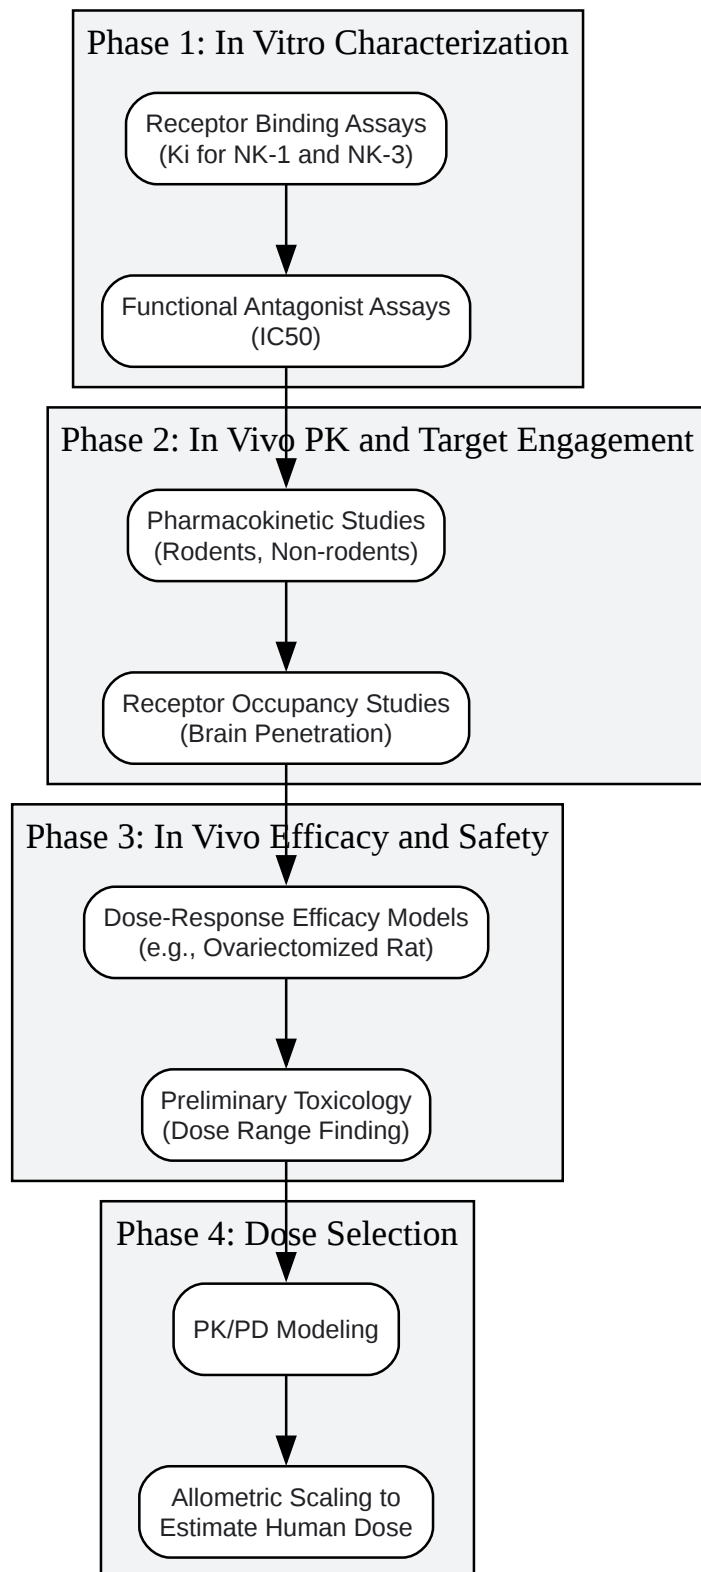 Phase 1: In Vitro Characterization
Receptor Binding Assays
(Ki for NK-1 and NK-3)
Functional Antagonist Assays
(IC50)
Phase 2: In Vivo PK and Target Engagement
Pharmacokinetic Studies
(Rodents, Non-rodents)
Receptor Occupancy Studies
(Brain Penetration)
Phase 3: In Vivo Efficacy and Safety
Dose-Response Efficacy Models
(e.g., Ovariectomized Rat)
Preliminary Toxicology
(Dose Range Finding)
Phase 4: Dose Selection
PK/PD Modeling
Allometric Scaling to
Estimate Human Dose